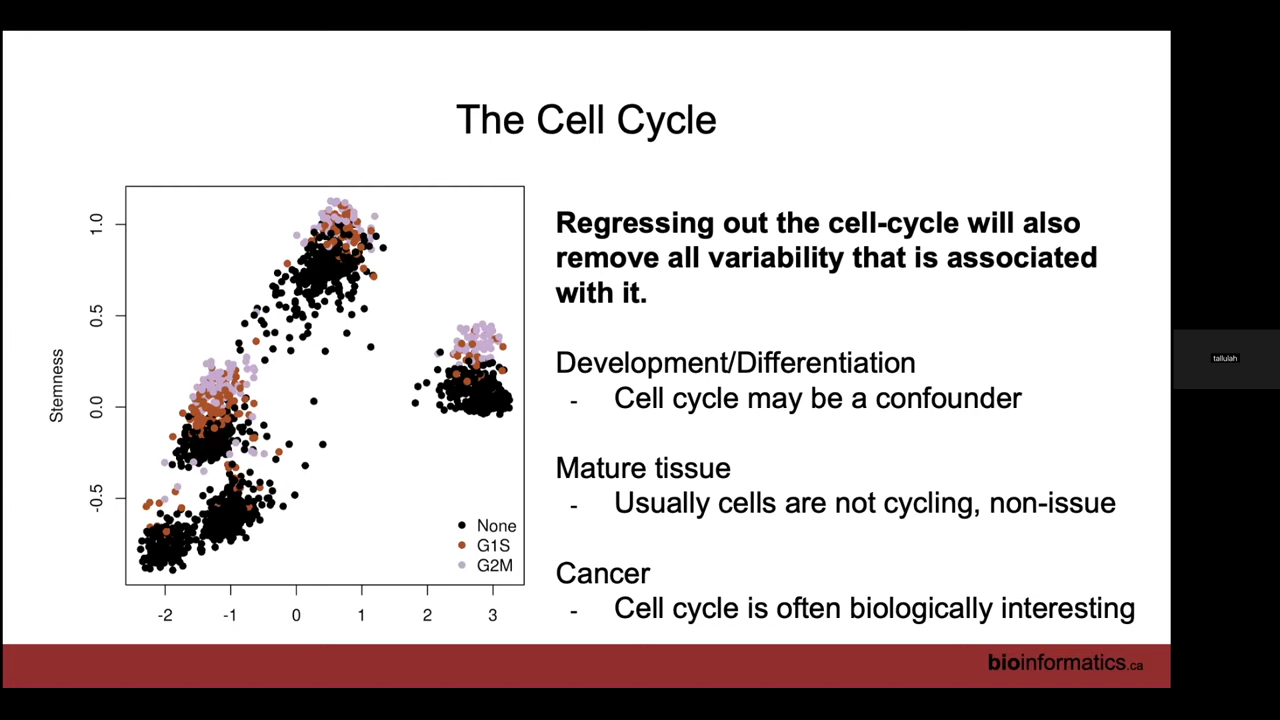 The Cell Cycle
Regressing out the cell-cycle will also
remove all variability that is associated
with it.
Development/Differentiation
- Cell cycle may be a confounder
Mature tissue
- Usually cells are not cycling, non-issue
Cancer
- Cell cycle is often biologically interesting
Stemness
1.0
0.5
0.0
-0.5
-2
-1
0
1
2
3
None
G1S
G2M
bioinformatics.ca
tallulah